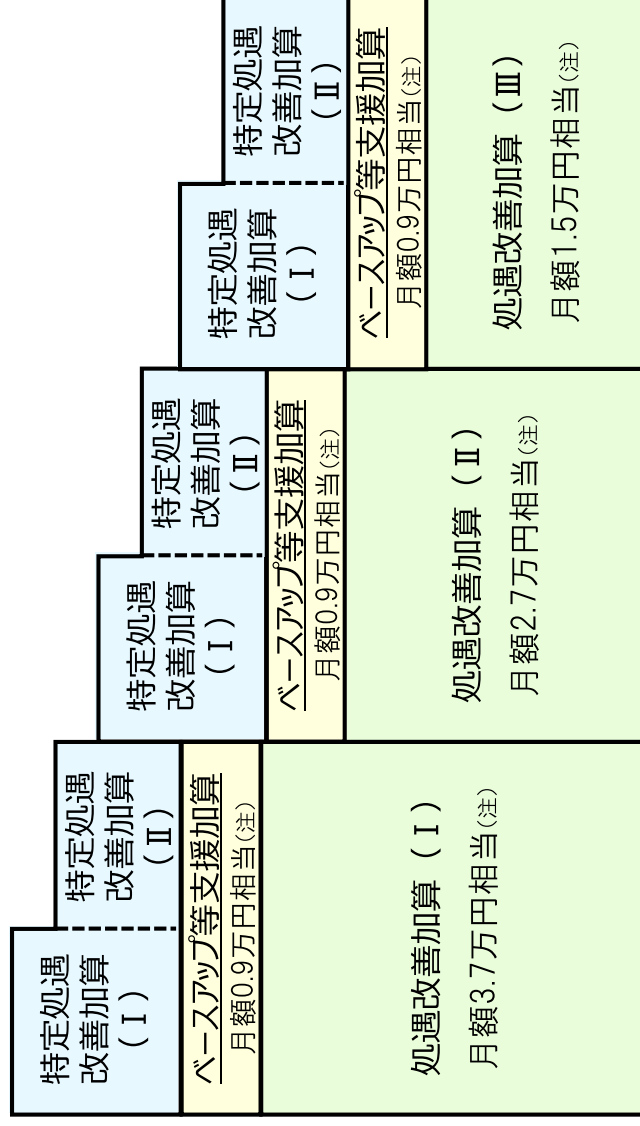 特定処遇
改善加算
（Ⅰ）
特定処遇
改善加算
（Ⅱ）
ベースアップ等支援加算
月額0.9万円相当(注)
処遇改善加算（Ⅰ）
月額3.7万円相当(注)
特定処遇
改善加算
（Ⅰ）
特定処遇
改善加算
（Ⅱ）
ベースアップ等支援加算
月額0.9万円相当(注)
処遇改善加算（Ⅱ）
月額2.7万円相当(注)
特定処遇
改善加算
（Ⅰ）
特定処遇
改善加算
（Ⅱ）
ベースアップ等支援加算
月額0.9万円相当(注)
処遇改善加算（Ⅲ）
月額1.5万円相当(注)